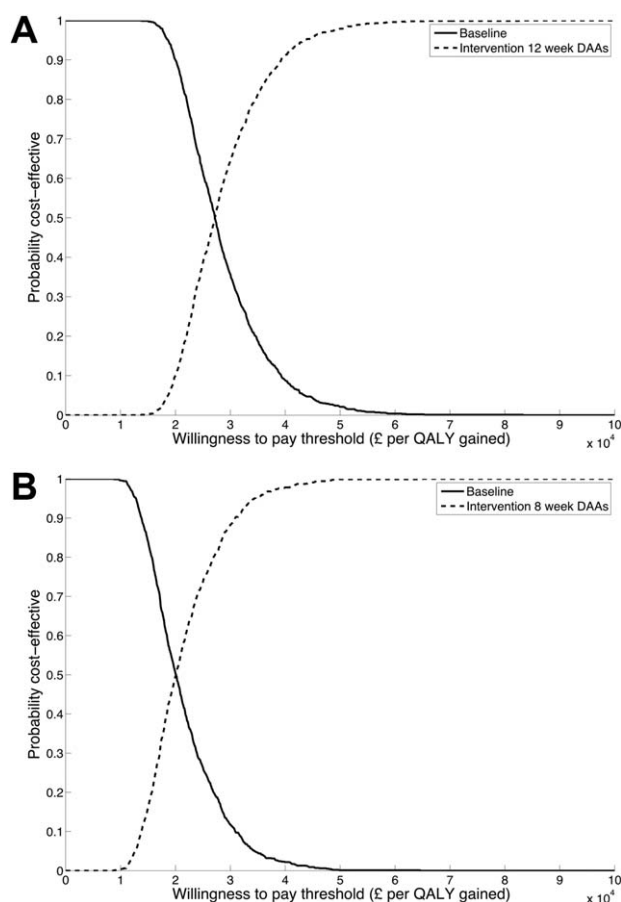 A
Baseline
Intervention 12 week DAAs
Probability cost–effective
1
0.9
0.8
0.7
0.6
0.5
0.4
0.3
0.2
0.1
0
0 1 2 3 4 5 6 7 8 9 10
x 10⁴
Willingness to pay threshold (£ per QALY gained)
B
Baseline
Intervention 8 week DAAs
Probability cost–effective
1
0.9
0.8
0.7
0.6
0.5
0.4
0.3
0.2
0.1
0
0 1 2 3 4 5 6 7 8 9 10
x 10⁴
Willingness to pay threshold (£ per QALY gained)